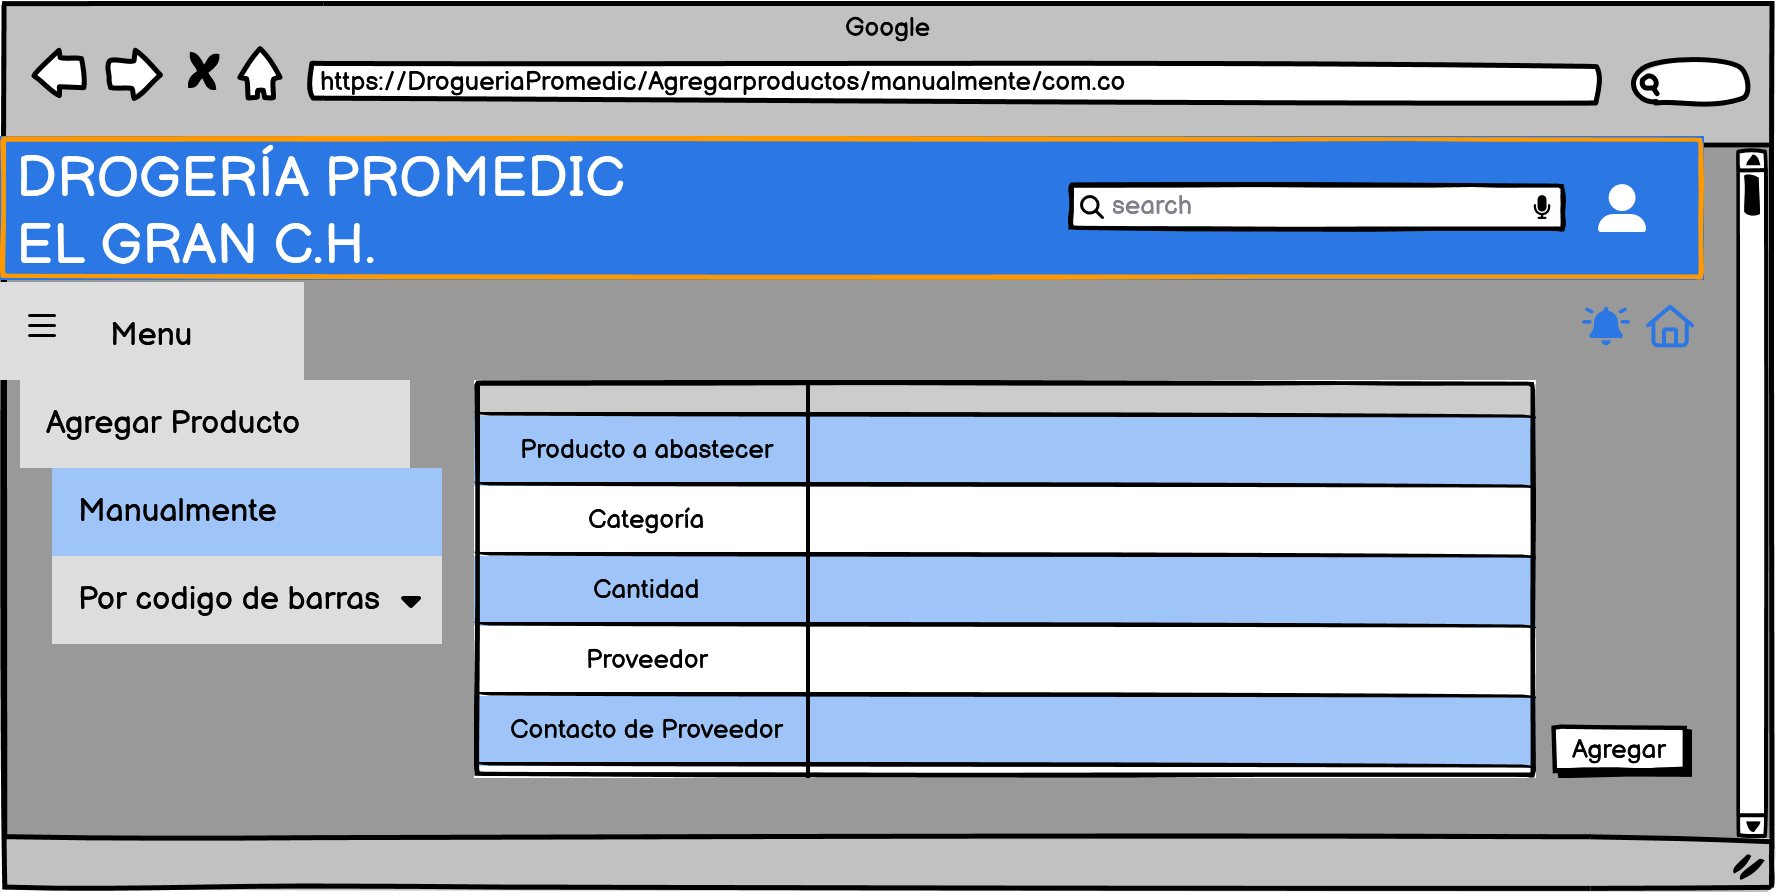 Google
https://DrogueriaPromedic/Agregarproductos/manualmente/com.co
DROGERÍA PROMEDIC
EL GRAN C.H.
search
Menu
Agregar Producto
Manualmente
Por codigo de barras
Producto a abastecer
Categoría
Cantidad
Proveedor
Contacto de Proveedor
Agregar